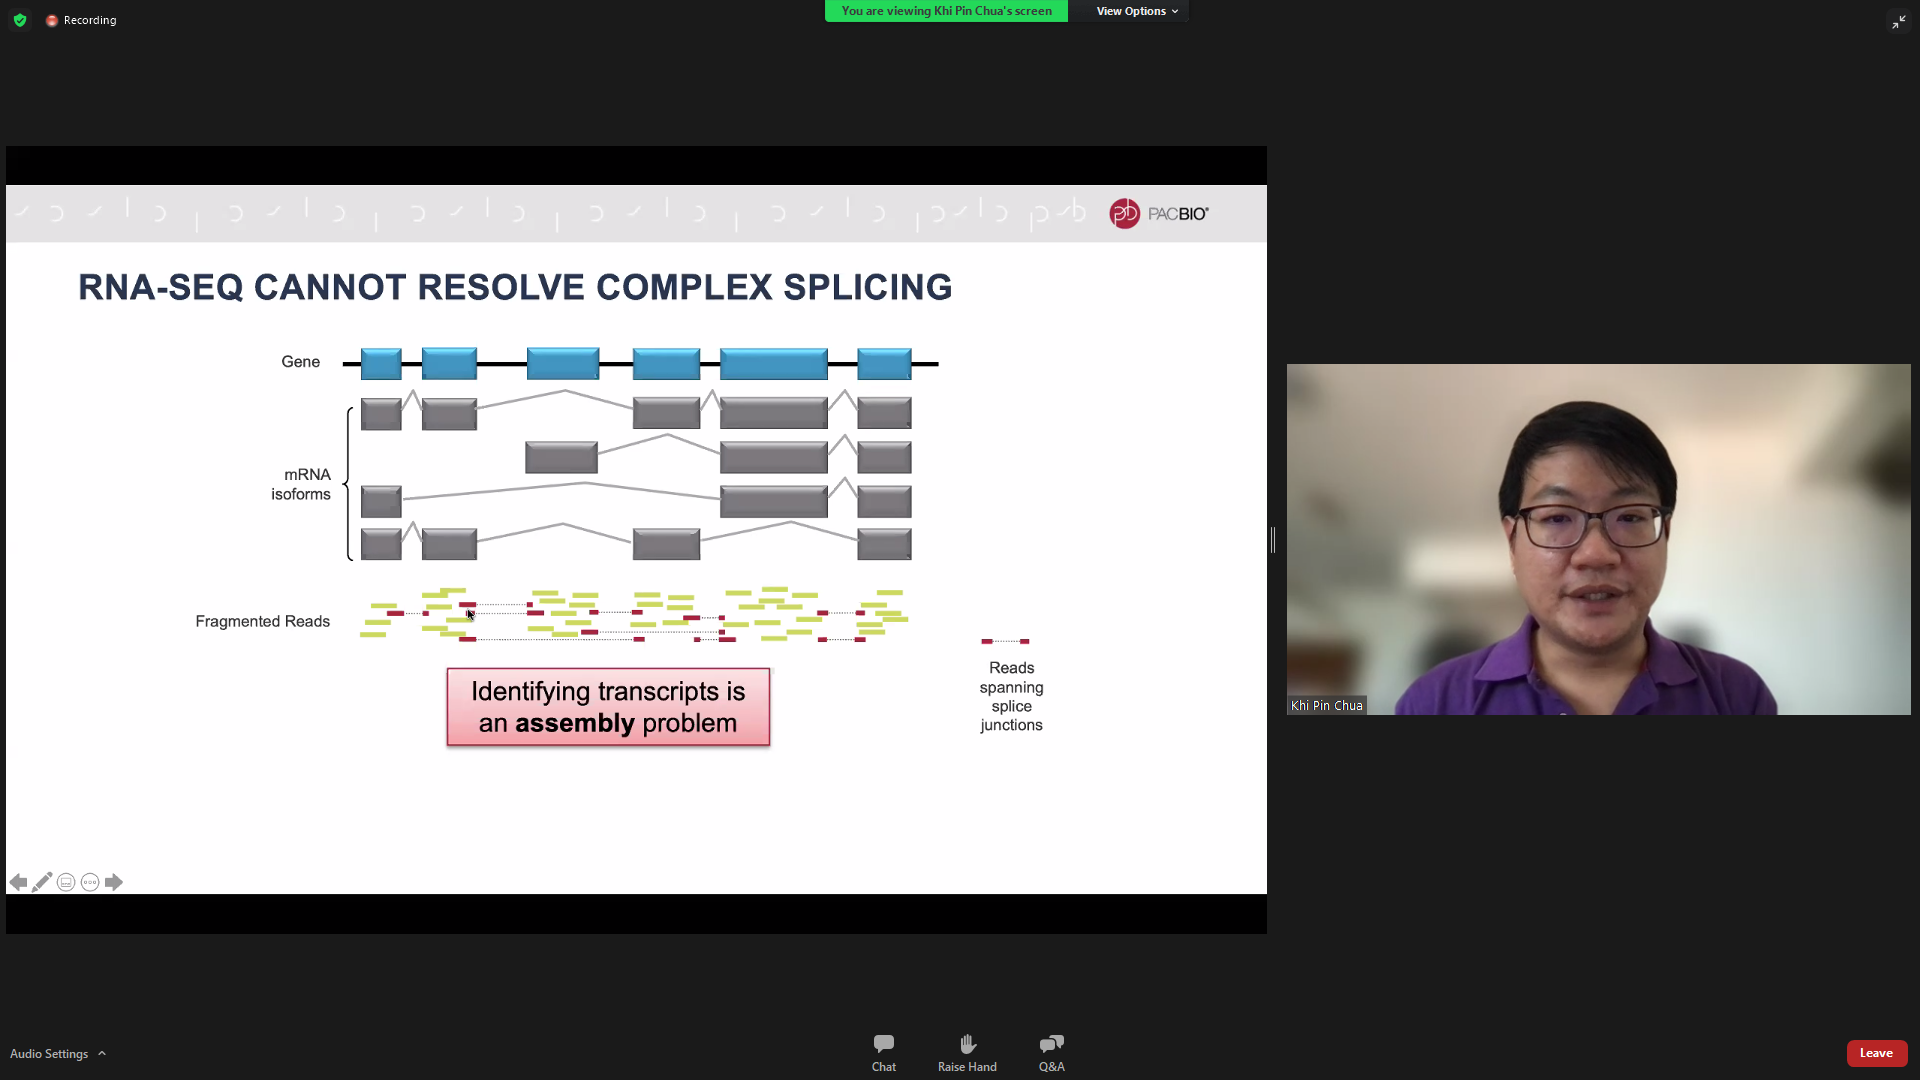 Recording
You are viewing Khi Pin Chua's screen
View Options
PACBIO®
RNA-SEQ CANNOT RESOLVE COMPLEX SPLICING
Gene
mRNA
isoforms
Fragmented Reads
Reads
spanning
splice
junctions
Identifying transcripts is
an assembly problem
Khi Pin Chua
Audio Settings
Chat
Raise Hand
Q&A
Leave